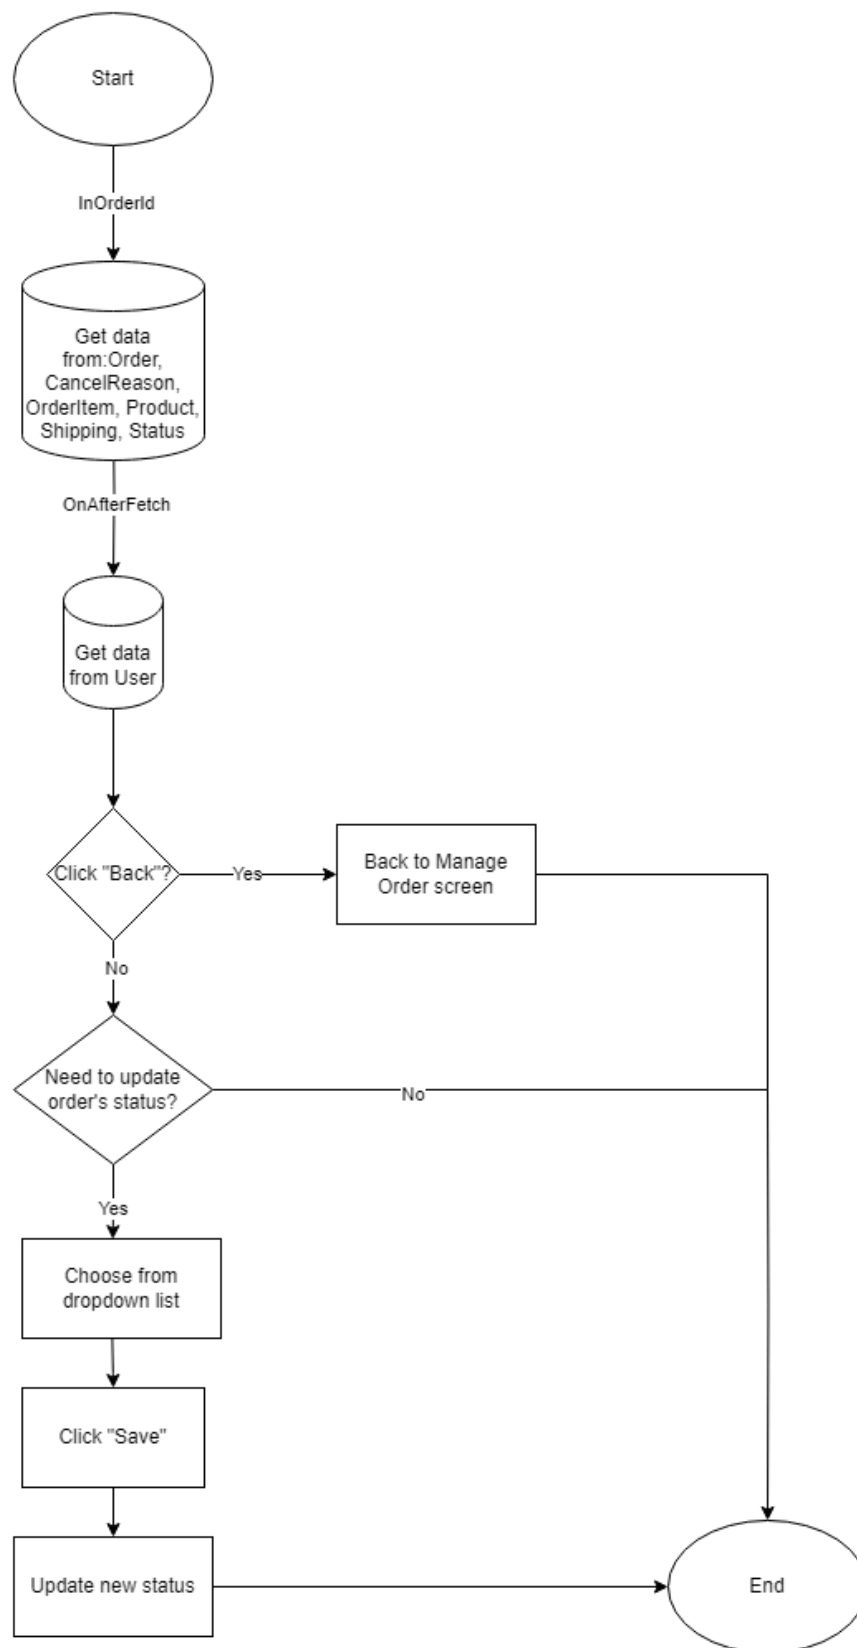 Start
InOrderId
Get data
from:Order,
CancelReason,
OrderItem, Product,
Shipping, Status
OnAfterFetch
Get data
from User
Click "Back"?
Yes
Back to Manage
Order screen
No
Need to update
order's status?
No
Yes
Choose from
dropdown list
Click "Save"
Update new status
End